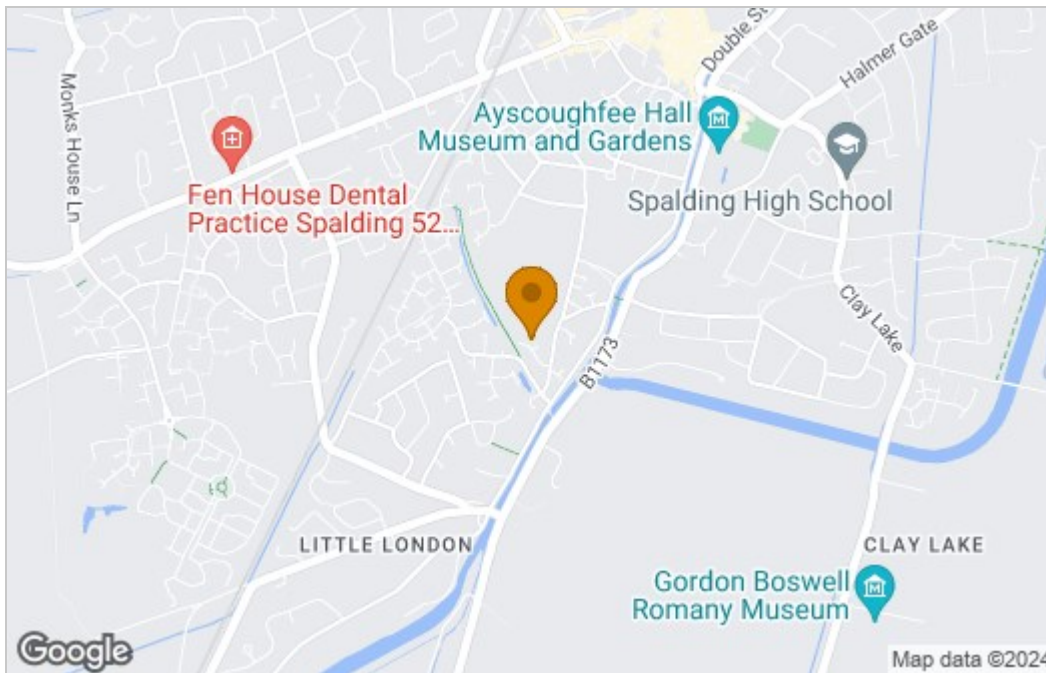 Monks House Ln
Double St
Halmer Gate
Ayscoughfee Hall
Museum and Gardens
Spalding High School
Fen House Dental
Practice Spalding 52...
Clay Lake
B1173
LITTLE LONDON
CLAY LAKE
Gordon Boswell
Romany Museum
Google
Map data ©2024